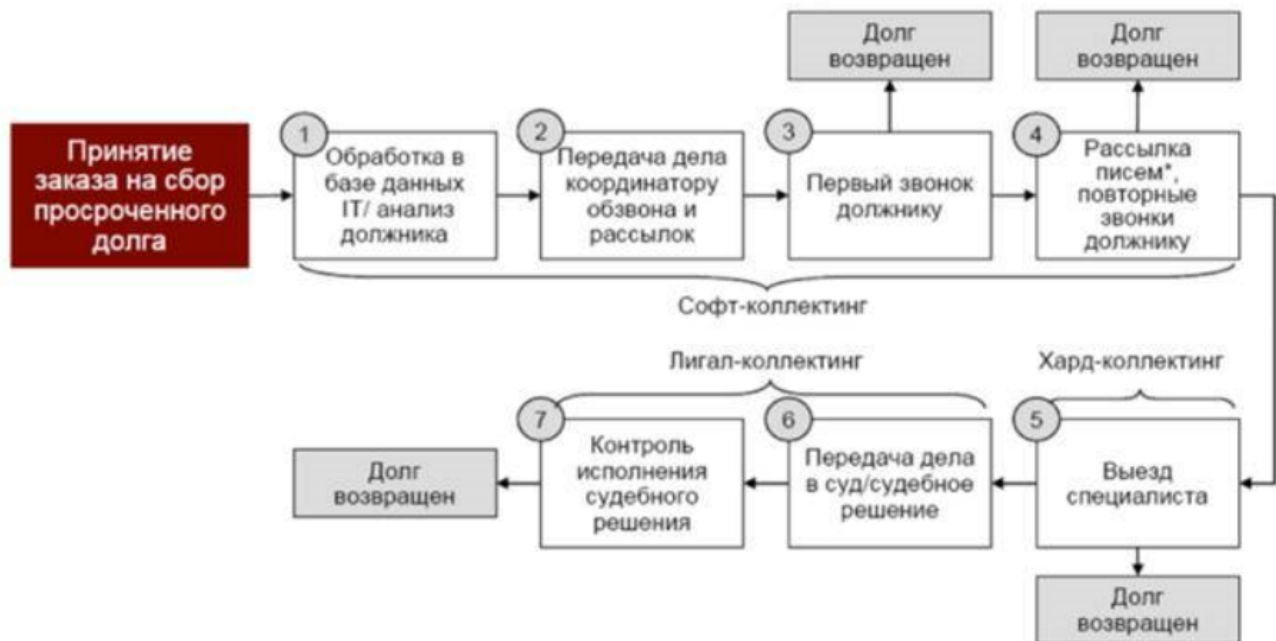 Долг
возвращен
Долг
возвращен
Принятие
заказа на сбор
просроченного
долга
1
Обработка в
базе данных
IT/ анализ
должника
2
Передача дела
координатору
обзвона и
рассылок
3
Первый звонок
должнику
4
Рассылка
писем*,
повторные
звонки
должнику
Софт-коллектинг
Лигал-коллектинг
Хард-коллектинг
7
Контроль
исполнения
судебного
решения
6
Передача дела
в суд/судебное
решение
5
Выезд
специалиста
Долг
возвращен
Долг
возвращен